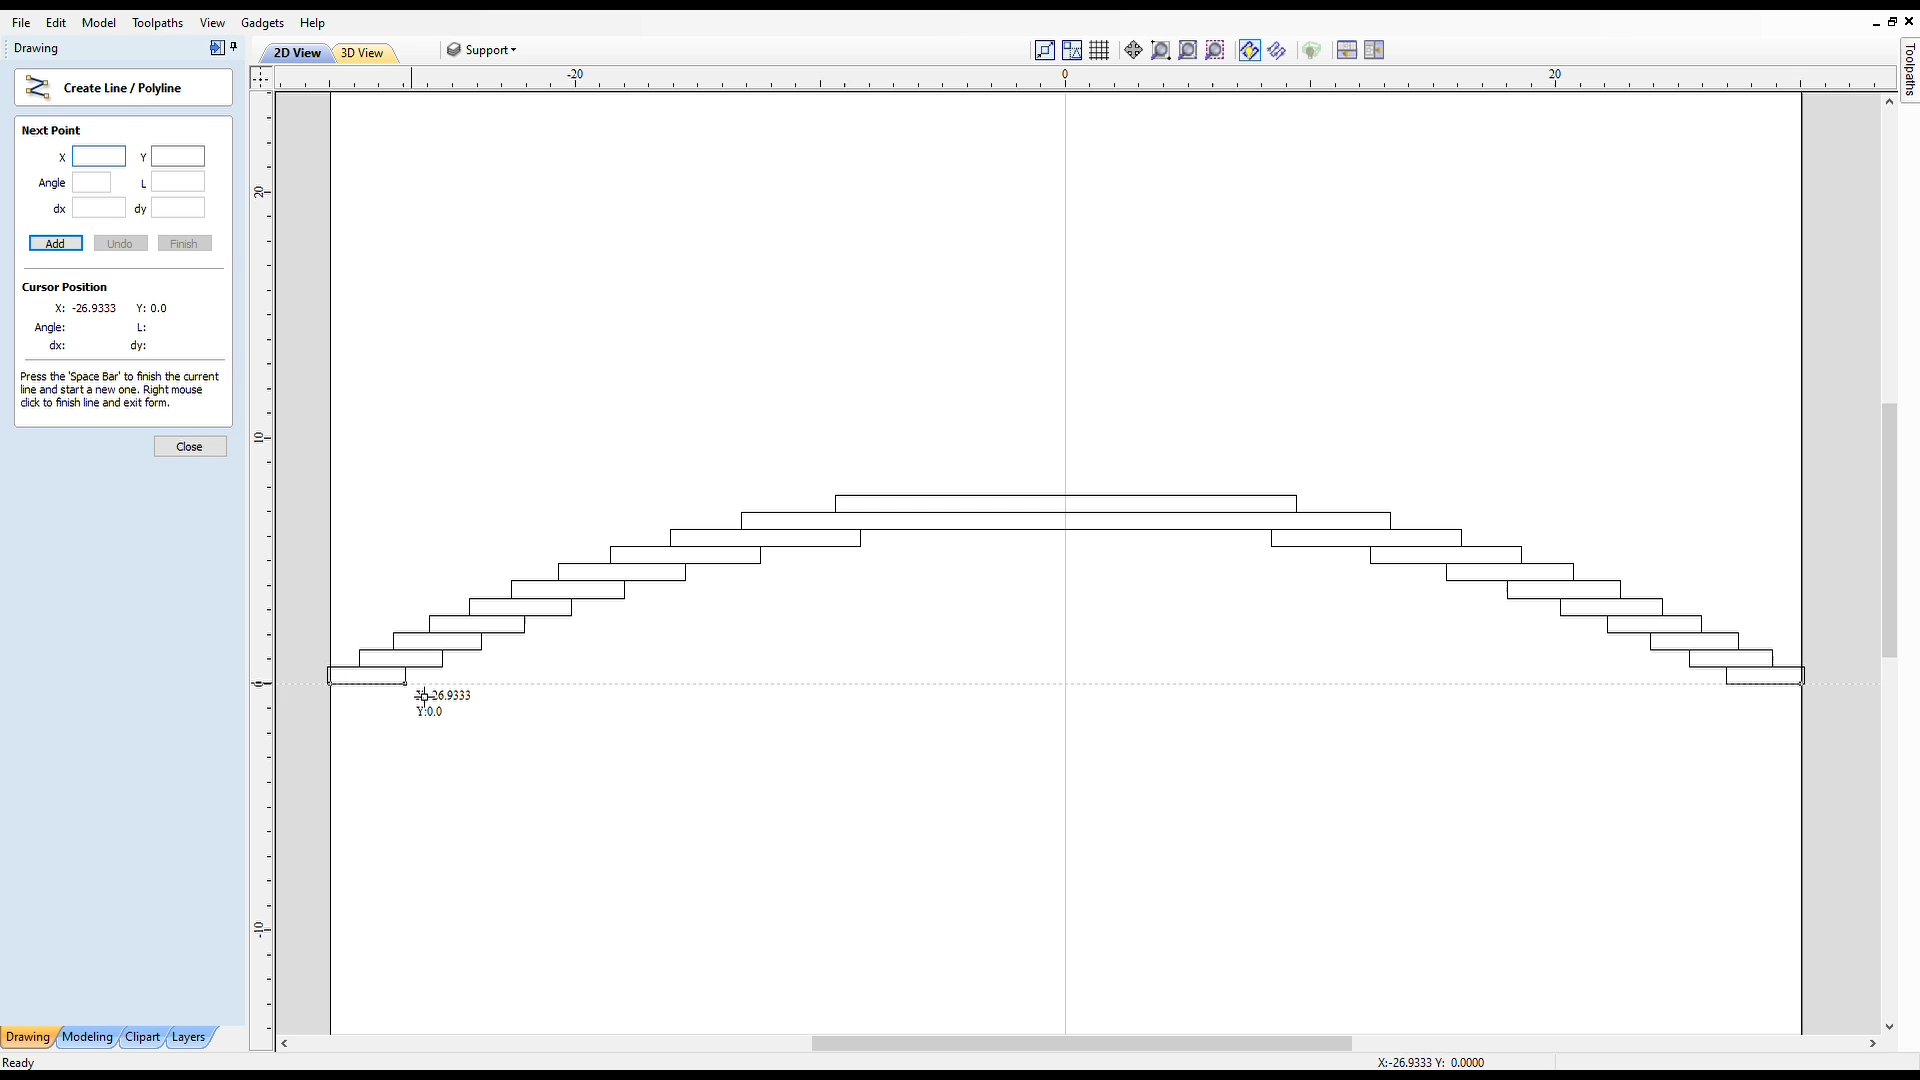 File Edit Model Toolpaths View Gadgets Help
Drawing
2D View 3D View Support
Toolpaths
Create Line / Polyline
-20 0 20
Next Point
X Y
Angle L
dx dy
Add Undo Finish
Cursor Position
X: -26.9333 Y: 0.0
Angle: L:
dx: dy:
Press the 'Space Bar' to finish the current
line and start a new one. Right mouse
click to finish line and exit form.
Close
20
10
0
-10
26.9333
Y:0.0
Drawing Modeling Clipart Layers
Ready X:-26.9333 Y: 0.0000